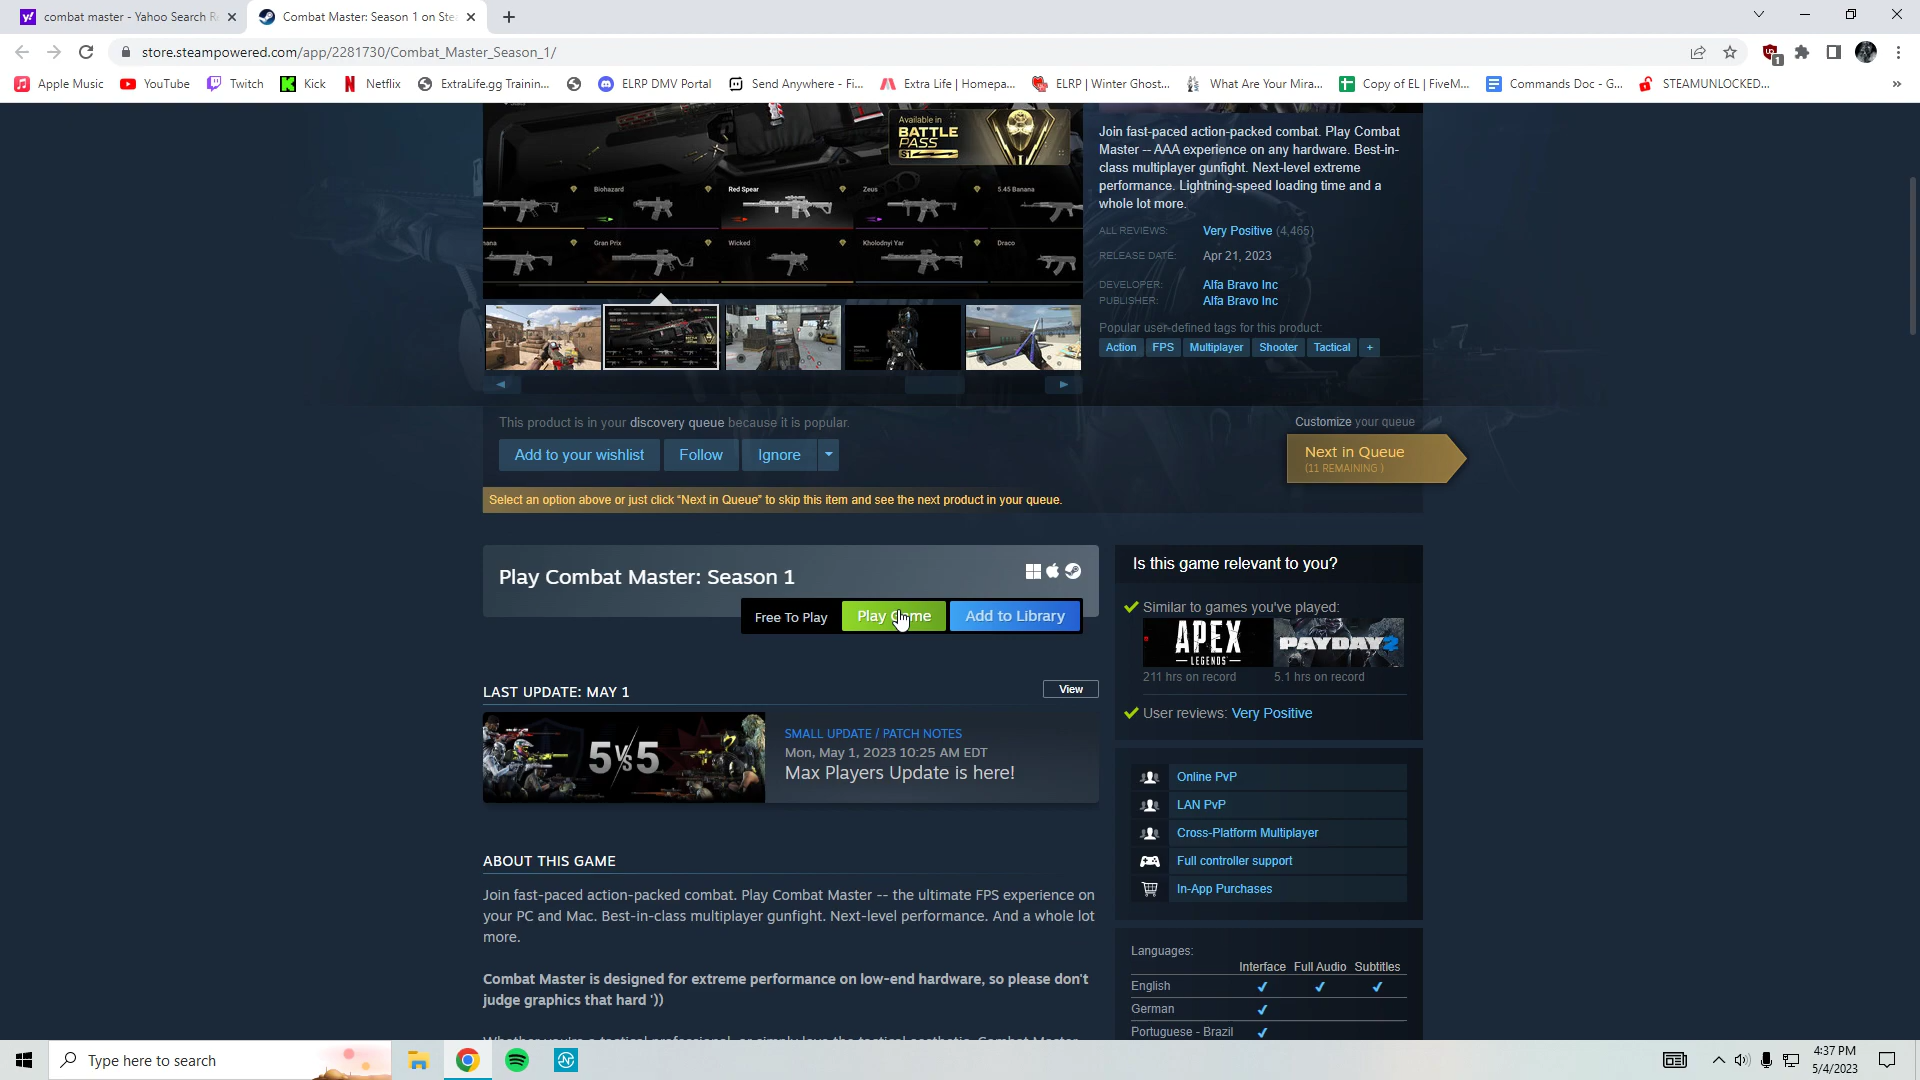 combat master - Yahoo Search R
Combat Master: Season 1 on Ste
store.steampowered.com/app/2281730/Combat_Master_Season_1/
1
Apple Music
YouTube
Twitch
Kick
Netflix
ExtraLife.gg Trainin...
ELRP DMV Portal
Send Anywhere - Fi...
Extra Life | Homepa...
ELRP | Winter Ghost...
What Are Your Mira...
Copy of EL | FiveM...
Commands Doc - G...
STEAMUNLOCKED...
Available in
BATTLE
PASS
S1
Biohazard
Red Spear
Zeus
5.45 Banana
nana
Gran Prix
Wicked
Kholodnyi Yar
Draco
Join fast-paced action-packed combat. Play Combat
Master -- AAA experience on any hardware. Best-in-
class multiplayer gunfight. Next-level extreme
performance. Lightning-speed loading time and a
whole lot more.
ALL REVIEWS: Very Positive (4,465)
RELEASE DATE: Apr 21, 2023
DEVELOPER: Alfa Bravo Inc
PUBLISHER: Alfa Bravo Inc
Popular user-defined tags for this product:
Action FPS Multiplayer Shooter Tactical +
This product is in your discovery queue because it is popular.
Add to your wishlist
Follow
Ignore
Customize your queue
Next in Queue
(11 REMAINING )
Select an option above or just click “Next in Queue” to skip this item and see the next product in your queue.
Play Combat Master: Season 1
Free To Play
Play Game
Add to Library
LAST UPDATE: MAY 1
View
5VS5
SMALL UPDATE / PATCH NOTES
Mon, May 1, 2023 10:25 AM EDT
Max Players Update is here!
ABOUT THIS GAME
Join fast-paced action-packed combat. Play Combat Master -- the ultimate FPS experience on
your PC and Mac. Best-in-class multiplayer gunfight. Next-level performance. And a whole lot
more.
Combat Master is designed for extreme performance on low-end hardware, so please don't
judge graphics that hard '))
Is this game relevant to you?
Similar to games you've played:
APEX
LEGENDS
PAYDAY 2
211 hrs on record
5.1 hrs on record
User reviews: Very Positive
Online PvP
LAN PvP
Cross-Platform Multiplayer
Full controller support
In-App Purchases
Languages:
Interface Full Audio Subtitles
English
German
Portuguese - Brazil
Type here to search
4:37 PM
5/4/2023